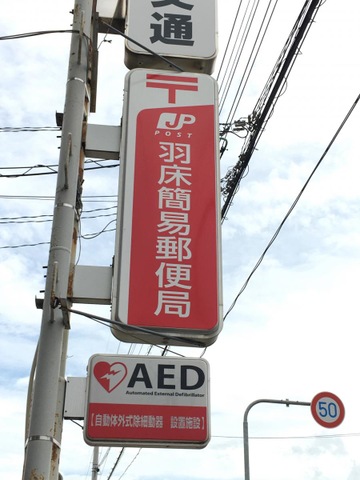 交通
〒
JP
POST
羽床簡易郵便局
AED
Automated External Defibrillator
【自動体外式除細動器 設置施設】
50